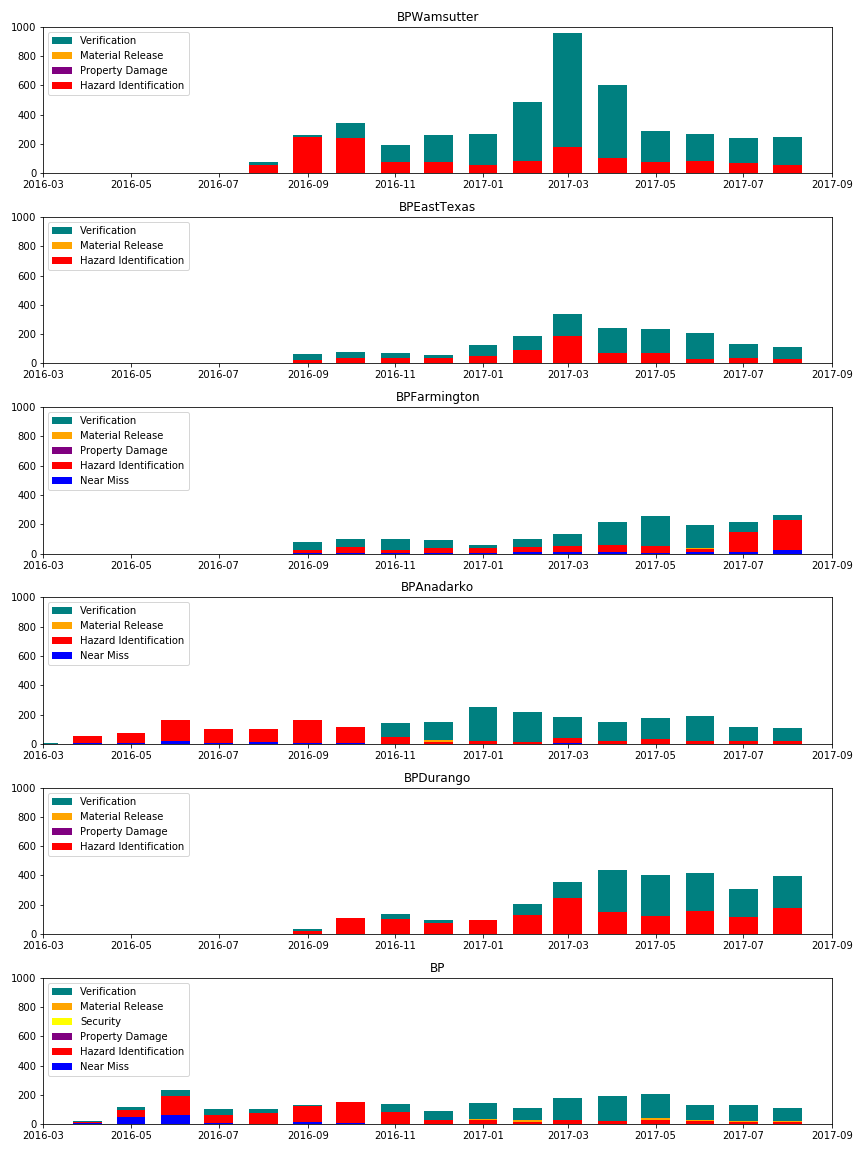 BPWamsutter
1000
800
600
400
200
0
Verification
Material Release
Property Damage
Hazard Identification
2016-03 2016-05 2016-07 2016-09 2016-11 2017-01 2017-03 2017-05 2017-07 2017-09
BPEastTexas
1000
800
600
400
200
0
Verification
Material Release
Hazard Identification
2016-03 2016-05 2016-07 2016-09 2016-11 2017-01 2017-03 2017-05 2017-07 2017-09
BPFarmington
1000
800
600
400
200
0
Verification
Material Release
Property Damage
Hazard Identification
Near Miss
2016-03 2016-05 2016-07 2016-09 2016-11 2017-01 2017-03 2017-05 2017-07 2017-09
BPAnadarko
1000
800
600
400
200
0
Verification
Material Release
Hazard Identification
Near Miss
2016-03 2016-05 2016-07 2016-09 2016-11 2017-01 2017-03 2017-05 2017-07 2017-09
BPDurango
1000
800
600
400
200
0
Verification
Material Release
Property Damage
Hazard Identification
2016-03 2016-05 2016-07 2016-09 2016-11 2017-01 2017-03 2017-05 2017-07 2017-09
BP
1000
800
600
400
200
0
Verification
Material Release
Security
Property Damage
Hazard Identification
Near Miss
2016-03 2016-05 2016-07 2016-09 2016-11 2017-01 2017-03 2017-05 2017-07 2017-09